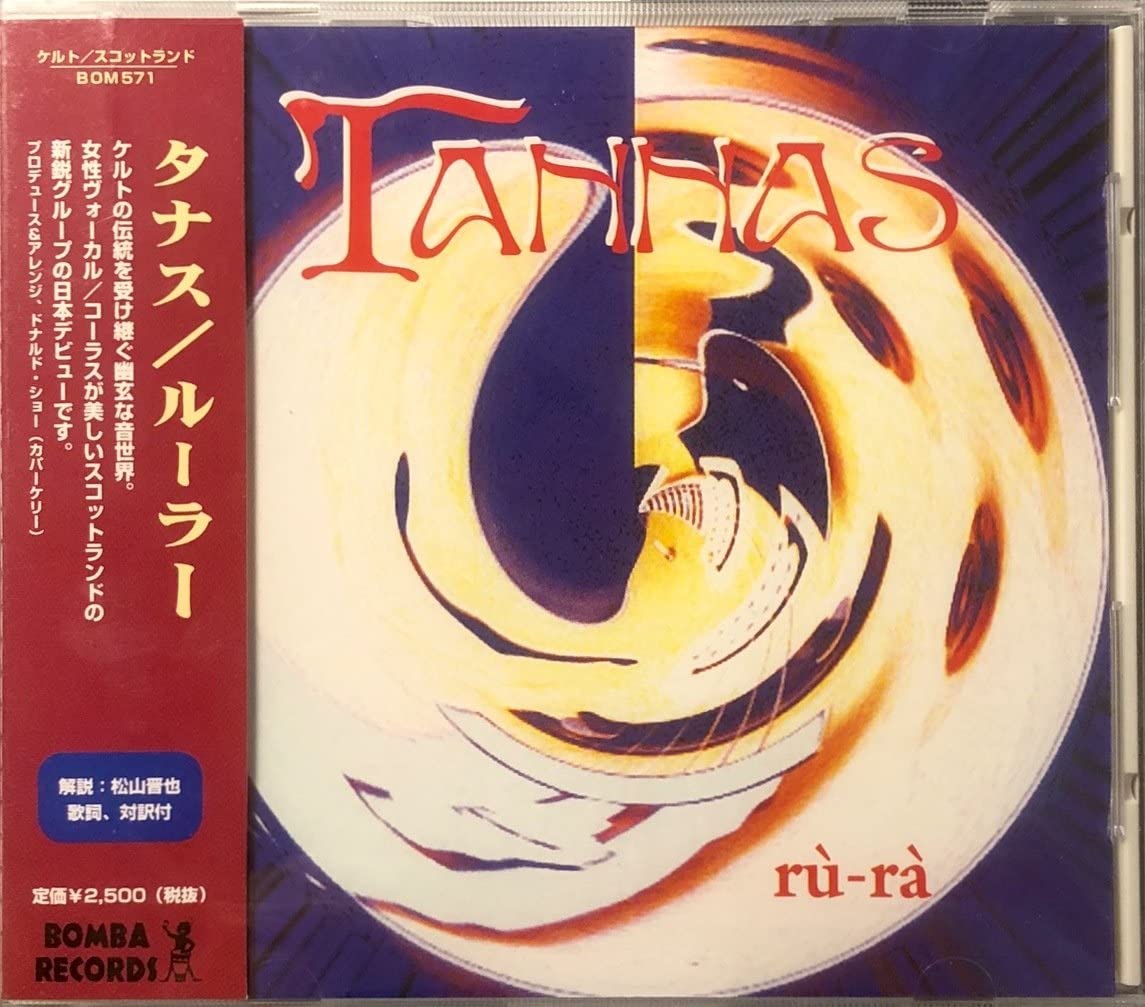 ケルト／スコットランド
BOM571
タナス／ルーラー
ケルトの伝統を受け継ぐ幽玄な音世界。
女性ヴォーカル／コーラスが美しいスコットランドの
新鋭グループの日本デビューです。
プロデュース&アレンジ、ドナルド・ショー（カパーケリー）
解説：松山晋也
歌詞、対訳付
定価¥2,500（税抜）
BOMBA
RECORDS
TANNAS
rù-rà